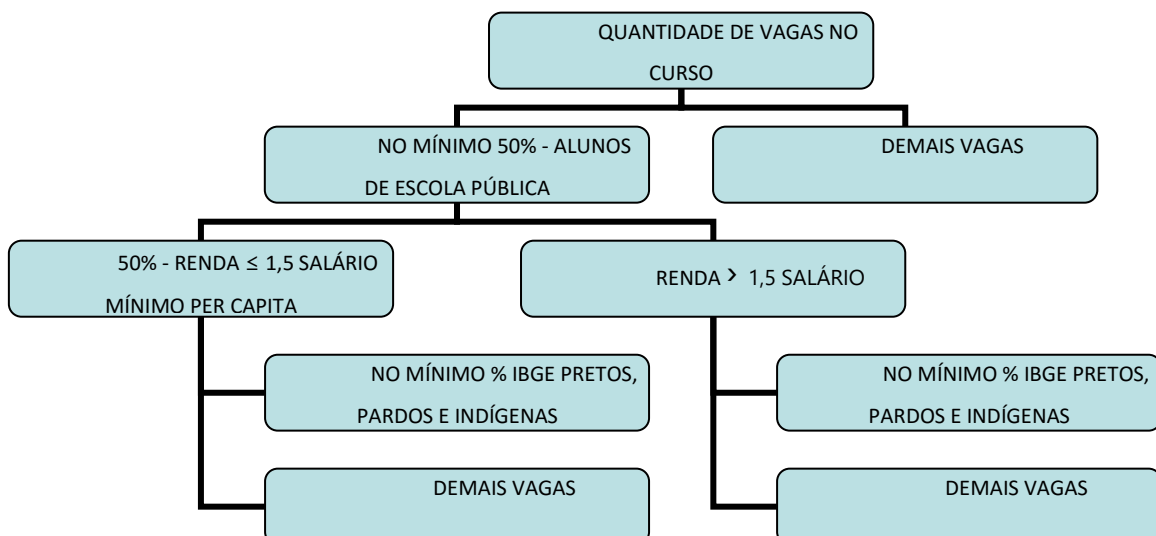 QUANTIDADE DE VAGAS NO
CURSO
NO MÍNIMO 50% - ALUNOS
DE ESCOLA PÚBLICA
DEMAIS VAGAS
50% - RENDA ≤ 1,5 SALÁRIO
MÍNIMO PER CAPITA
RENDA > 1,5 SALÁRIO
NO MÍNIMO % IBGE PRETOS,
PARDOS E INDÍGENAS
NO MÍNIMO % IBGE PRETOS,
PARDOS E INDÍGENAS
DEMAIS VAGAS
DEMAIS VAGAS